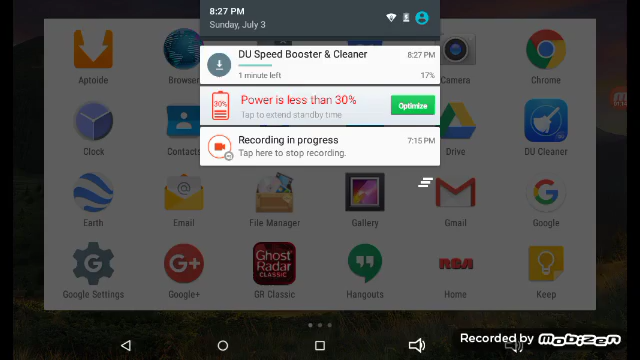 8:27 PM
Sunday, July 3
DU Speed Booster & Cleaner 8:27 PM
1 minute left 17%
30% Power is less than 30% Optimize
Tap to extend standby time
Recording in progress 7:15 PM
Tap here to stop recording.
Aptoide Browser Camera Chrome
Clock Contacts Drive DU Cleaner
Earth Email File Manager Gallery Gmail Google
Ghost Radar CLASSIC
RCA
Google Settings Google+ GR Classic Hangouts Home Keep
Recorded by Mobizen